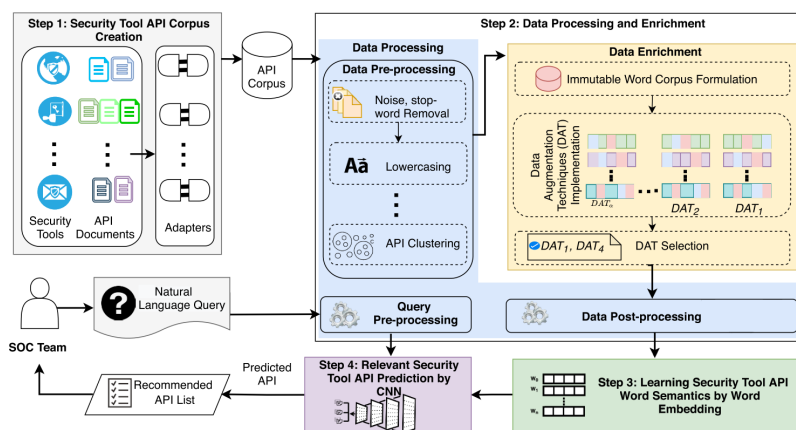 Step 1: Security Tool API Corpus
Creation
Security
Tools
API
Documents
Adapters
API
Corpus
Step 2: Data Processing and Enrichment
Data Processing
Data Pre-processing
Noise, stop-
word Removal
Aa
Lowercasing
API Clustering
Data Enrichment
Immutable Word Corpus Formulation
Data
Augmentation
Techniques (DAT)
Implementation
DAT₂
DAT₁
DAT₁, DAT₄
DAT Selection
SOC Team
?
Natural
Language Query
Query
Pre-processing
Data Post-processing
Recommended
API List
Predicted
API
Step 4: Relevant Security
Tool API Prediction by
CNN
Step 3: Learning Security Tool API
Word Semantics by Word
Embedding